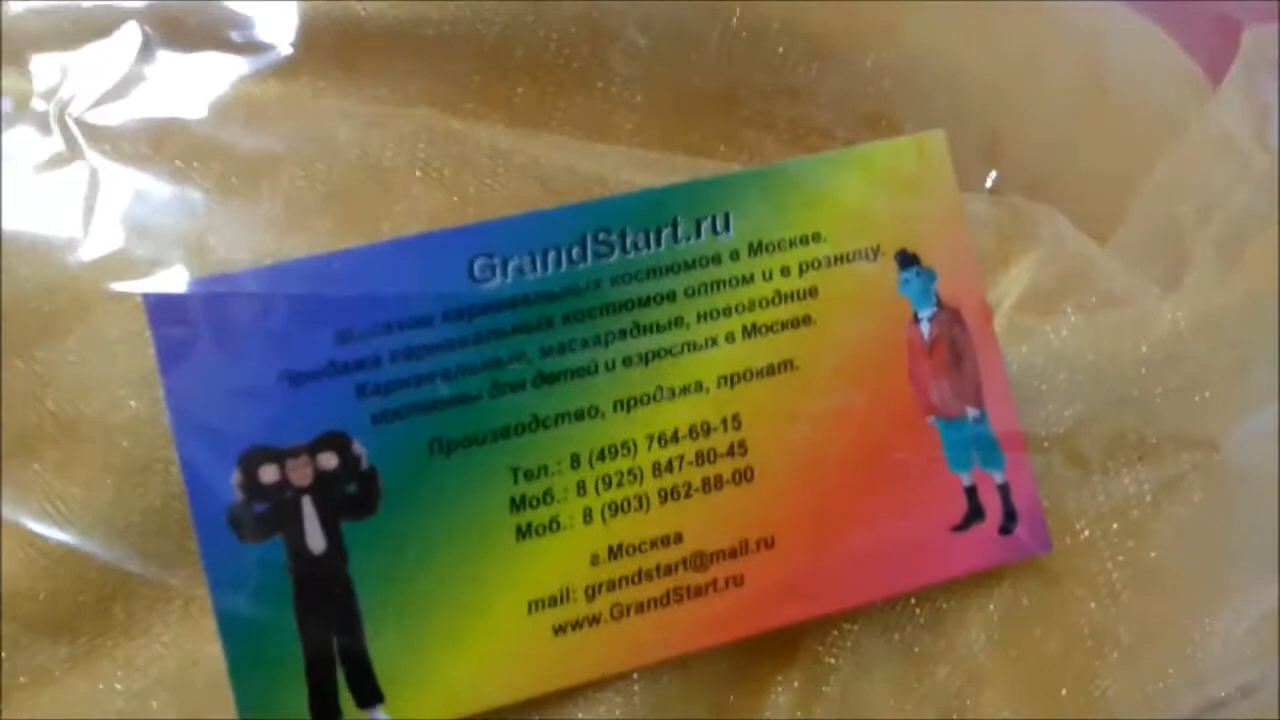 GrandStart.ru
Магазин карнавальных костюмов в Москве.
Продажа карнавальных костюмов оптом и в розницу.
Карнавальные, маскарадные, новогодние
костюмы для детей и взрослых в Москве.
Производство, продажа, прокат.
Тел.: 8 (495) 764-69-15
Моб.: 8 (925) 847-80-45
Моб.: 8 (903) 962-88-00
г.Москва
mail: grandstart@mail.ru
www.GrandStart.ru